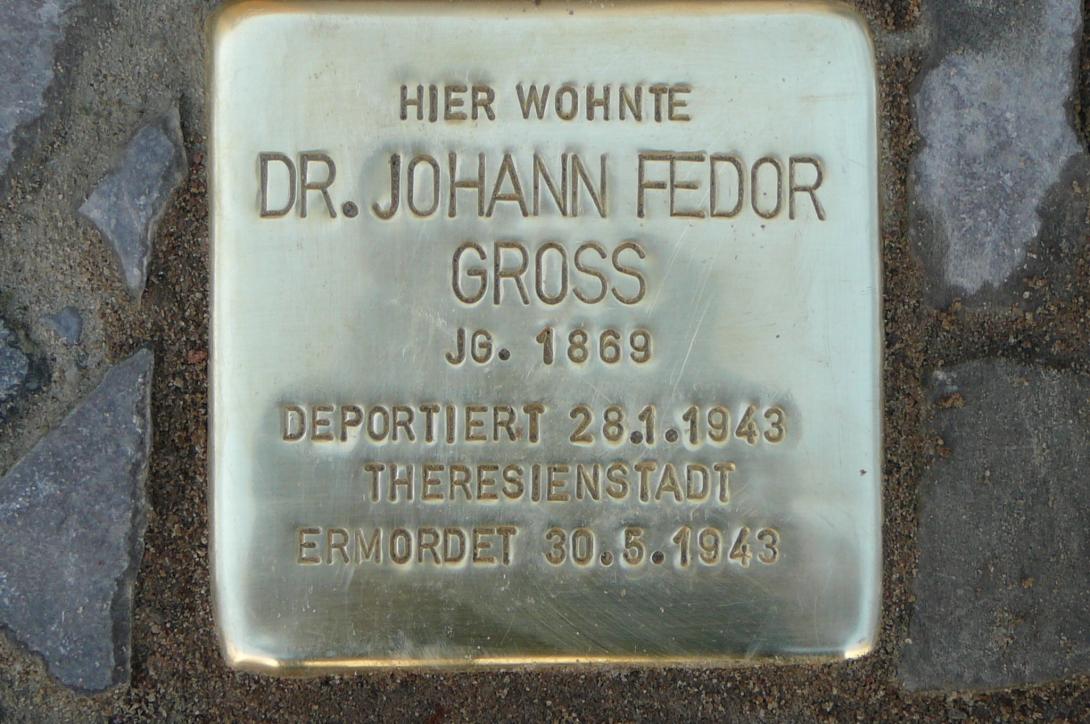 HIER WOHNTE
DR. JOHANN FEDOR
GROSS
JG. 1869
DEPORTIERT 28.1.1943
THERESIENSTADT
ERMORDET 30.5.1943